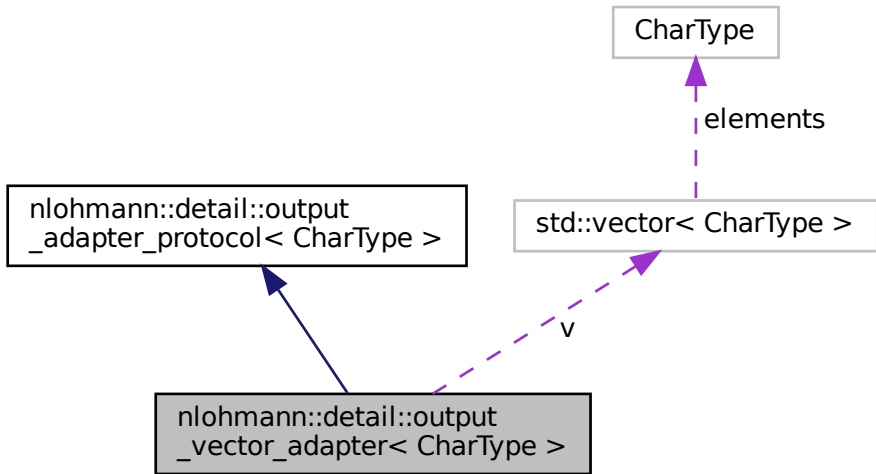 CharType
elements
nlohmann::detail::output
_adapter_protocol< CharType >
std::vector< CharType >
v
nlohmann::detail::output
_vector_adapter< CharType >